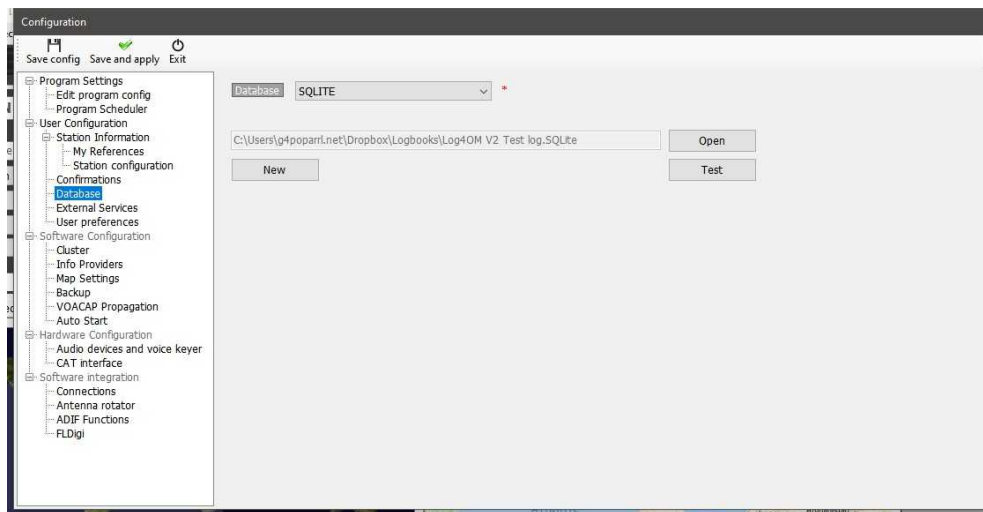 Configuration
Save config Save and apply Exit
Program Settings
Edit program config
Program Scheduler
User Configuration
Station Information
My References
Station configuration
Confirmations
Database
External Services
User preferences
Software Configuration
Cluster
Info Providers
Map Settings
Backup
VOACAP Propagation
Auto Start
Hardware Configuration
Audio devices and voice keyer
CAT interface
Software integration
Connections
Antenna rotator
ADIF Functions
FLDigi
Database SQLITE *
C:\Users\g4poparrl.net\Dropbox\Logbooks\Log4OM V2 Test log.SQLite Open
New Test